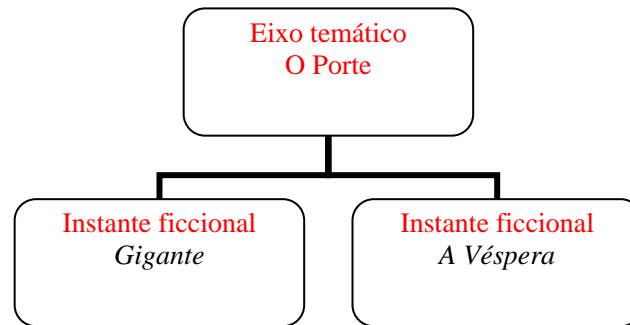 Eixo temático
O Porte
Instante ficcional
Gigante
Instante ficcional
A Véspera